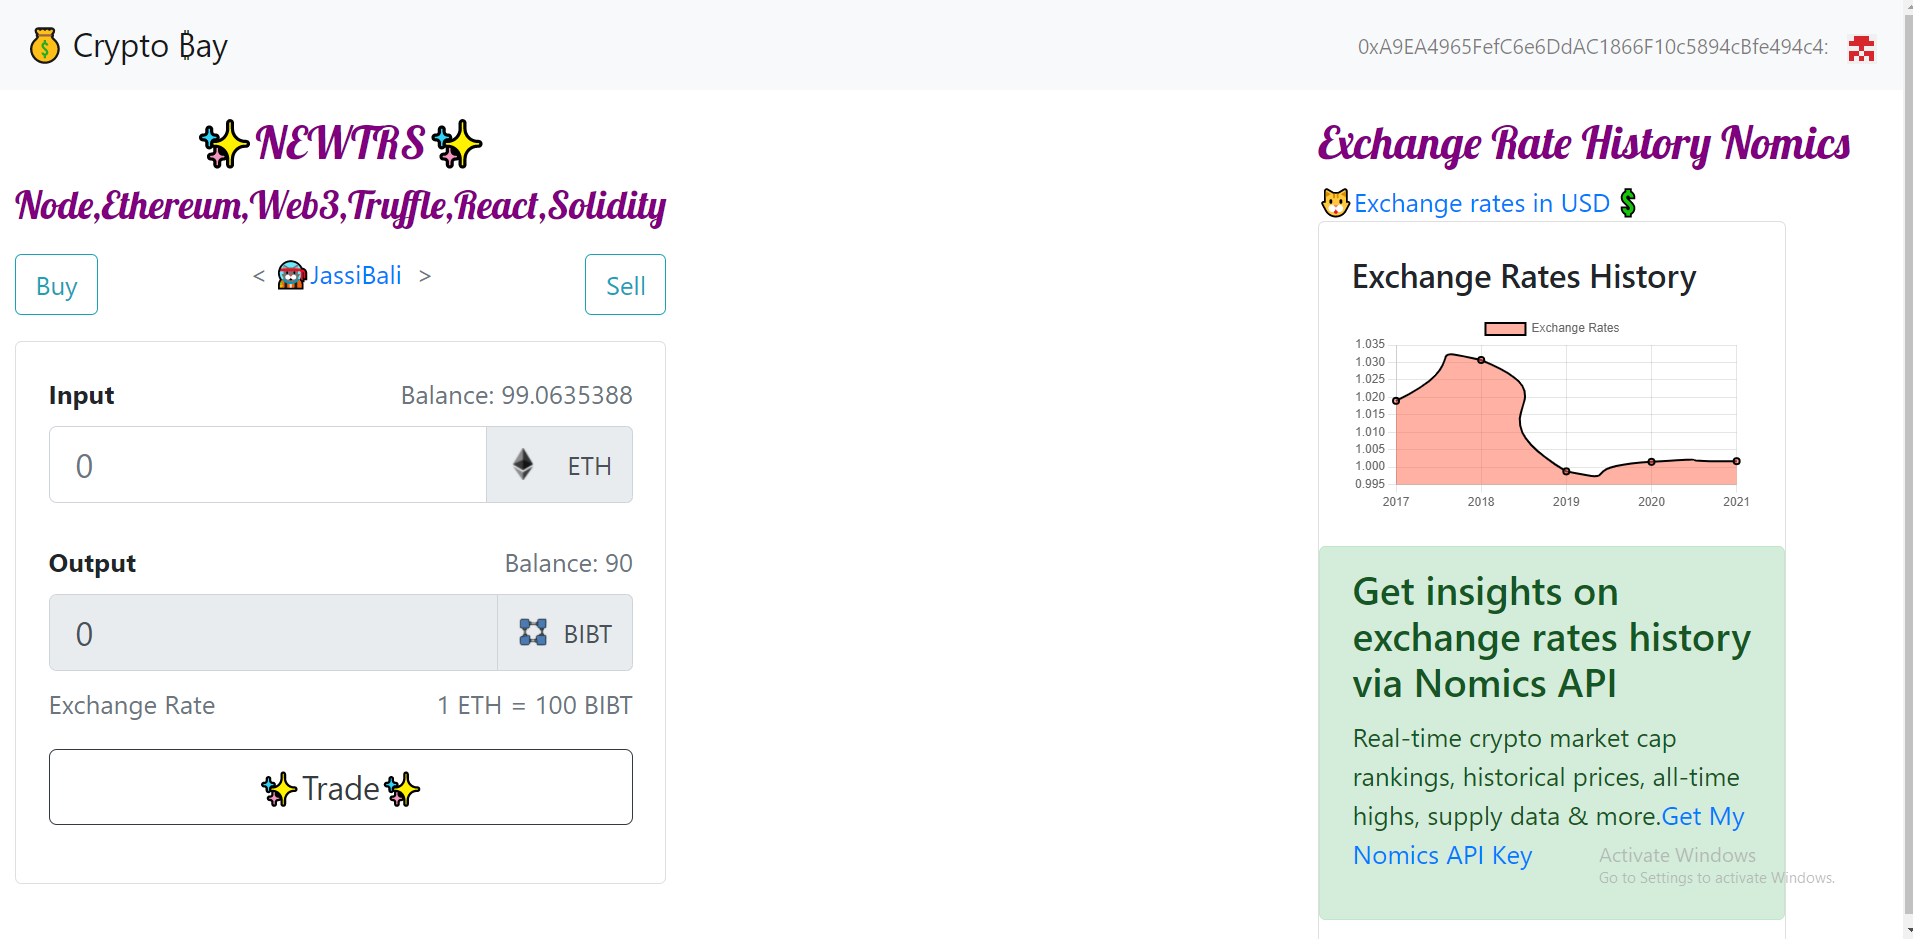 Crypto ₿ay
0xA9EA4965FefC6e6DdAC1866F10c5894cBfe494c4:
✨NEWTRS✨
Node,Ethereum,Web3,Truffle,React,Solidity
Buy
< JassiBali >
Sell
Input
Balance: 99.0635388
0
ETH
Output
Balance: 90
0
BIBT
Exchange Rate
1 ETH = 100 BIBT
✨Trade✨
Exchange Rate History Nomics
🐱Exchange rates in USD💲
Exchange Rates History
Exchange Rates
1.035
1.030
1.025
1.020
1.015
1.010
1.005
1.000
0.995
2017 2018 2019 2020 2021
Get insights on
exchange rates history
via Nomics API
Real-time crypto market cap
rankings, historical prices, all-time
highs, supply data & more.Get My
Nomics API Key
Activate Windows
Go to Settings to activate Windows.